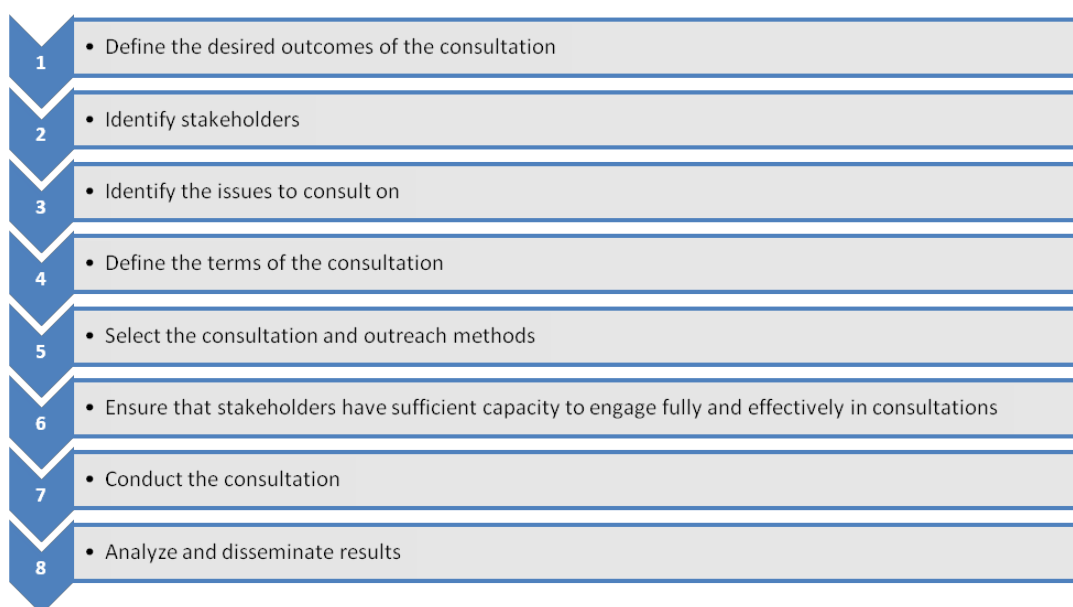 1 • Define the desired outcomes of the consultation
2 • Identify stakeholders
3 • Identify the issues to consult on
4 • Define the terms of the consultation
5 • Select the consultation and outreach methods
6 • Ensure that stakeholders have sufficient capacity to engage fully and effectively in consultations
7 • Conduct the consultation
8 • Analyze and disseminate results